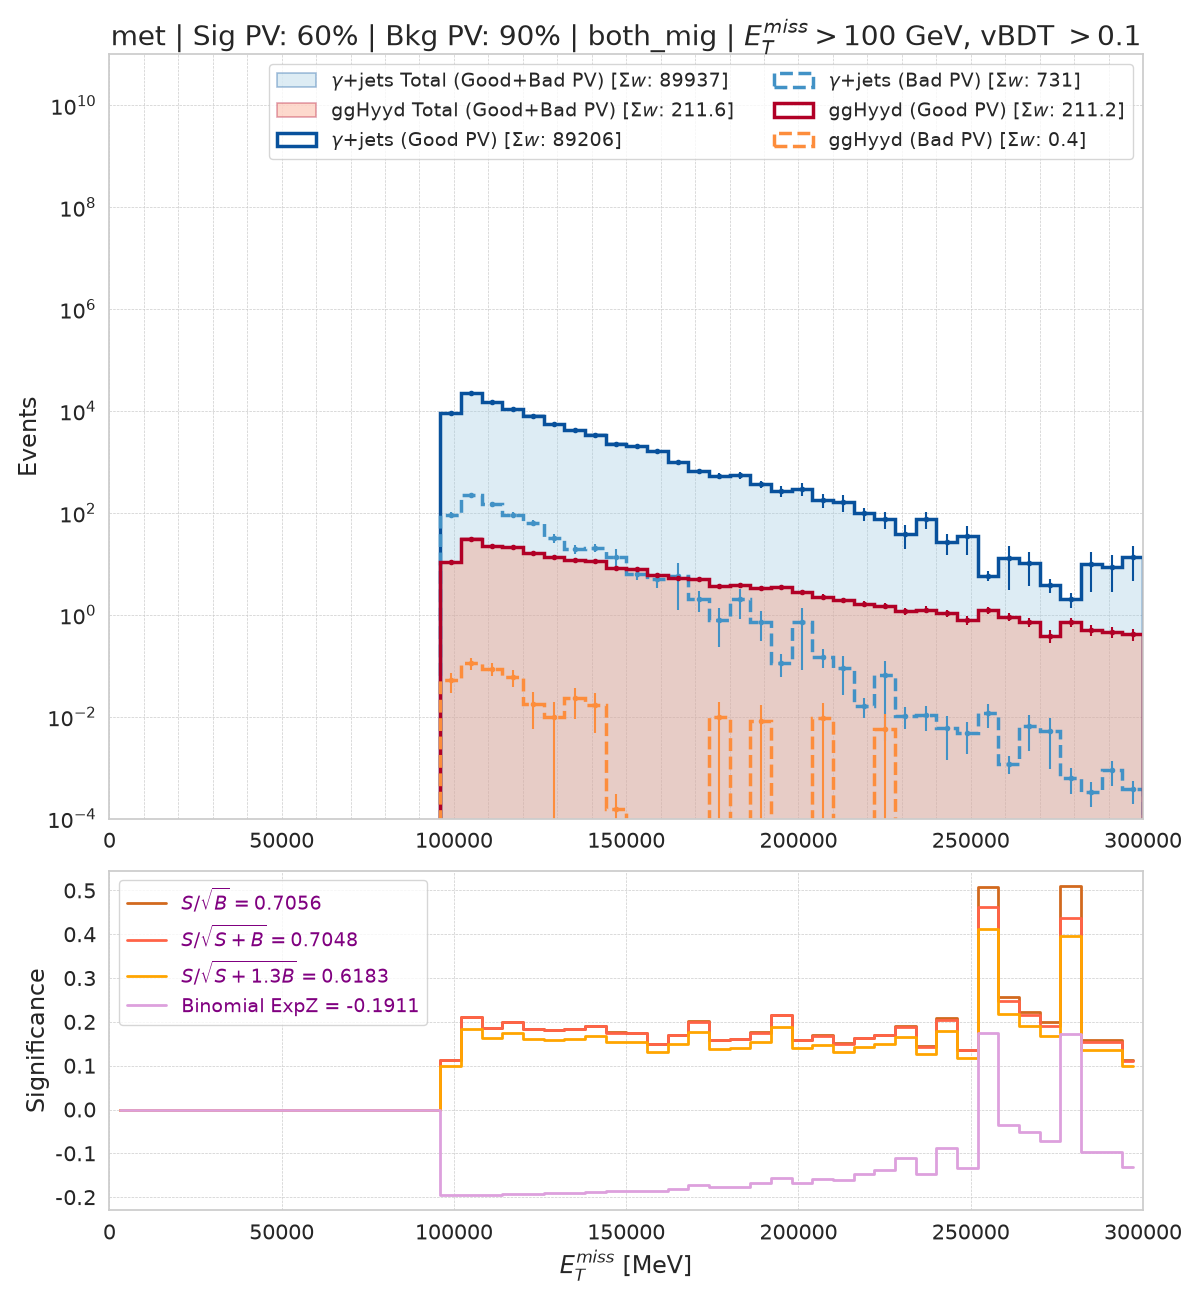 met | Sig PV: 60% | Bkg PV: 90% | both_mig | $E_T^{miss} > 100$ GeV, vBDT $> 0.1$
γ+jets Total (Good+Bad PV) [Σw: 89937]
ggHyyd Total (Good+Bad PV) [Σw: 211.6]
γ+jets (Good PV) [Σw: 89206]
γ+jets (Bad PV) [Σw: 731]
ggHyyd (Good PV) [Σw: 211.2]
ggHyyd (Bad PV) [Σw: 0.4]
Events
10^{10}
10^{8}
10^{6}
10^{4}
10^{2}
10^{0}
10^{-2}
10^{-4}
0 50000 100000 150000 200000 250000 300000
$S/\sqrt{B} = 0.7056$
$S/\sqrt{S+B} = 0.7048$
$S/\sqrt{S+1.3B} = 0.6183$
Binomial ExpZ = -0.1911
Significance
0.5
0.4
0.3
0.2
0.1
0.0
-0.1
-0.2
0 50000 100000 150000 200000 250000 300000
$E_T^{miss}$ [MeV]